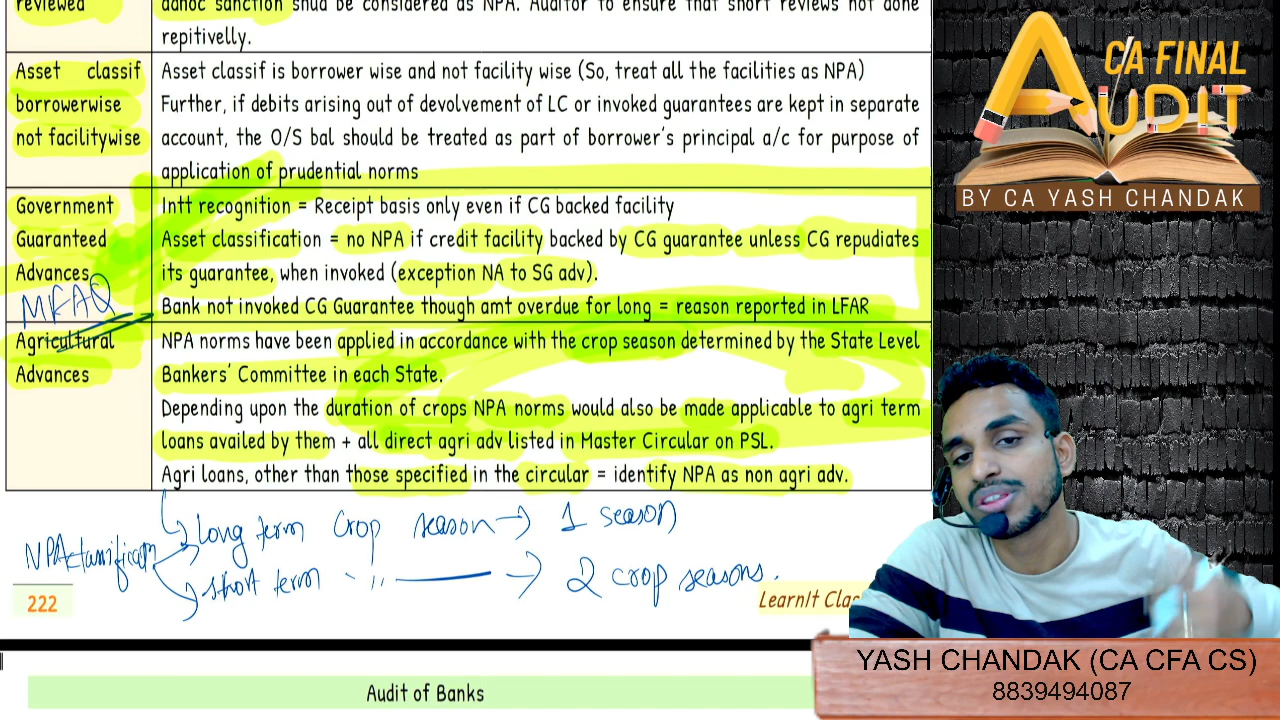 reviewed
adhoc sanction shud be considered as NPA. Auditor to ensure that short reviews not done
repitivelly.
Asset classif
borrowerwise
not facilitywise
Asset classif is borrower wise and not facility wise (So, treat all the facilities as NPA)
Further, if debits arising out of devolvement of LC or invoked guarantees are kept in separate
account, the O/S bal should be treated as part of borrower's principal a/c for purpose of
application of prudential norms
Government
Guaranteed
Advances
MFAQ
Intt recognition = Receipt basis only even if CG backed facility
Asset classification = no NPA if credit facility backed by CG guarantee unless CG repudiates
its guarantee, when invoked (exception NA to SG adv).
Bank not invoked CG Guarantee though amt overdue for long = reason reported in LFAR
Agricultural
Advances
NPA norms have been applied in accordance with the crop season determined by the State Level
Bankers' Committee in each State.
Depending upon the duration of crops NPA norms would also be made applicable to agri term
loans availed by them + all direct agri adv listed in Master Circular on PSL.
Agri loans, other than those specified in the circular = identify NPA as non agri adv.
long term crop season → 1 season
NPA classification
short term 〃 → 2 crop seasons.
222
LearnIt Clas
Audit of Banks
CA FINAL
AUDIT
BY CA YASH CHANDAK
YASH CHANDAK (CA CFA CS)
8839494087